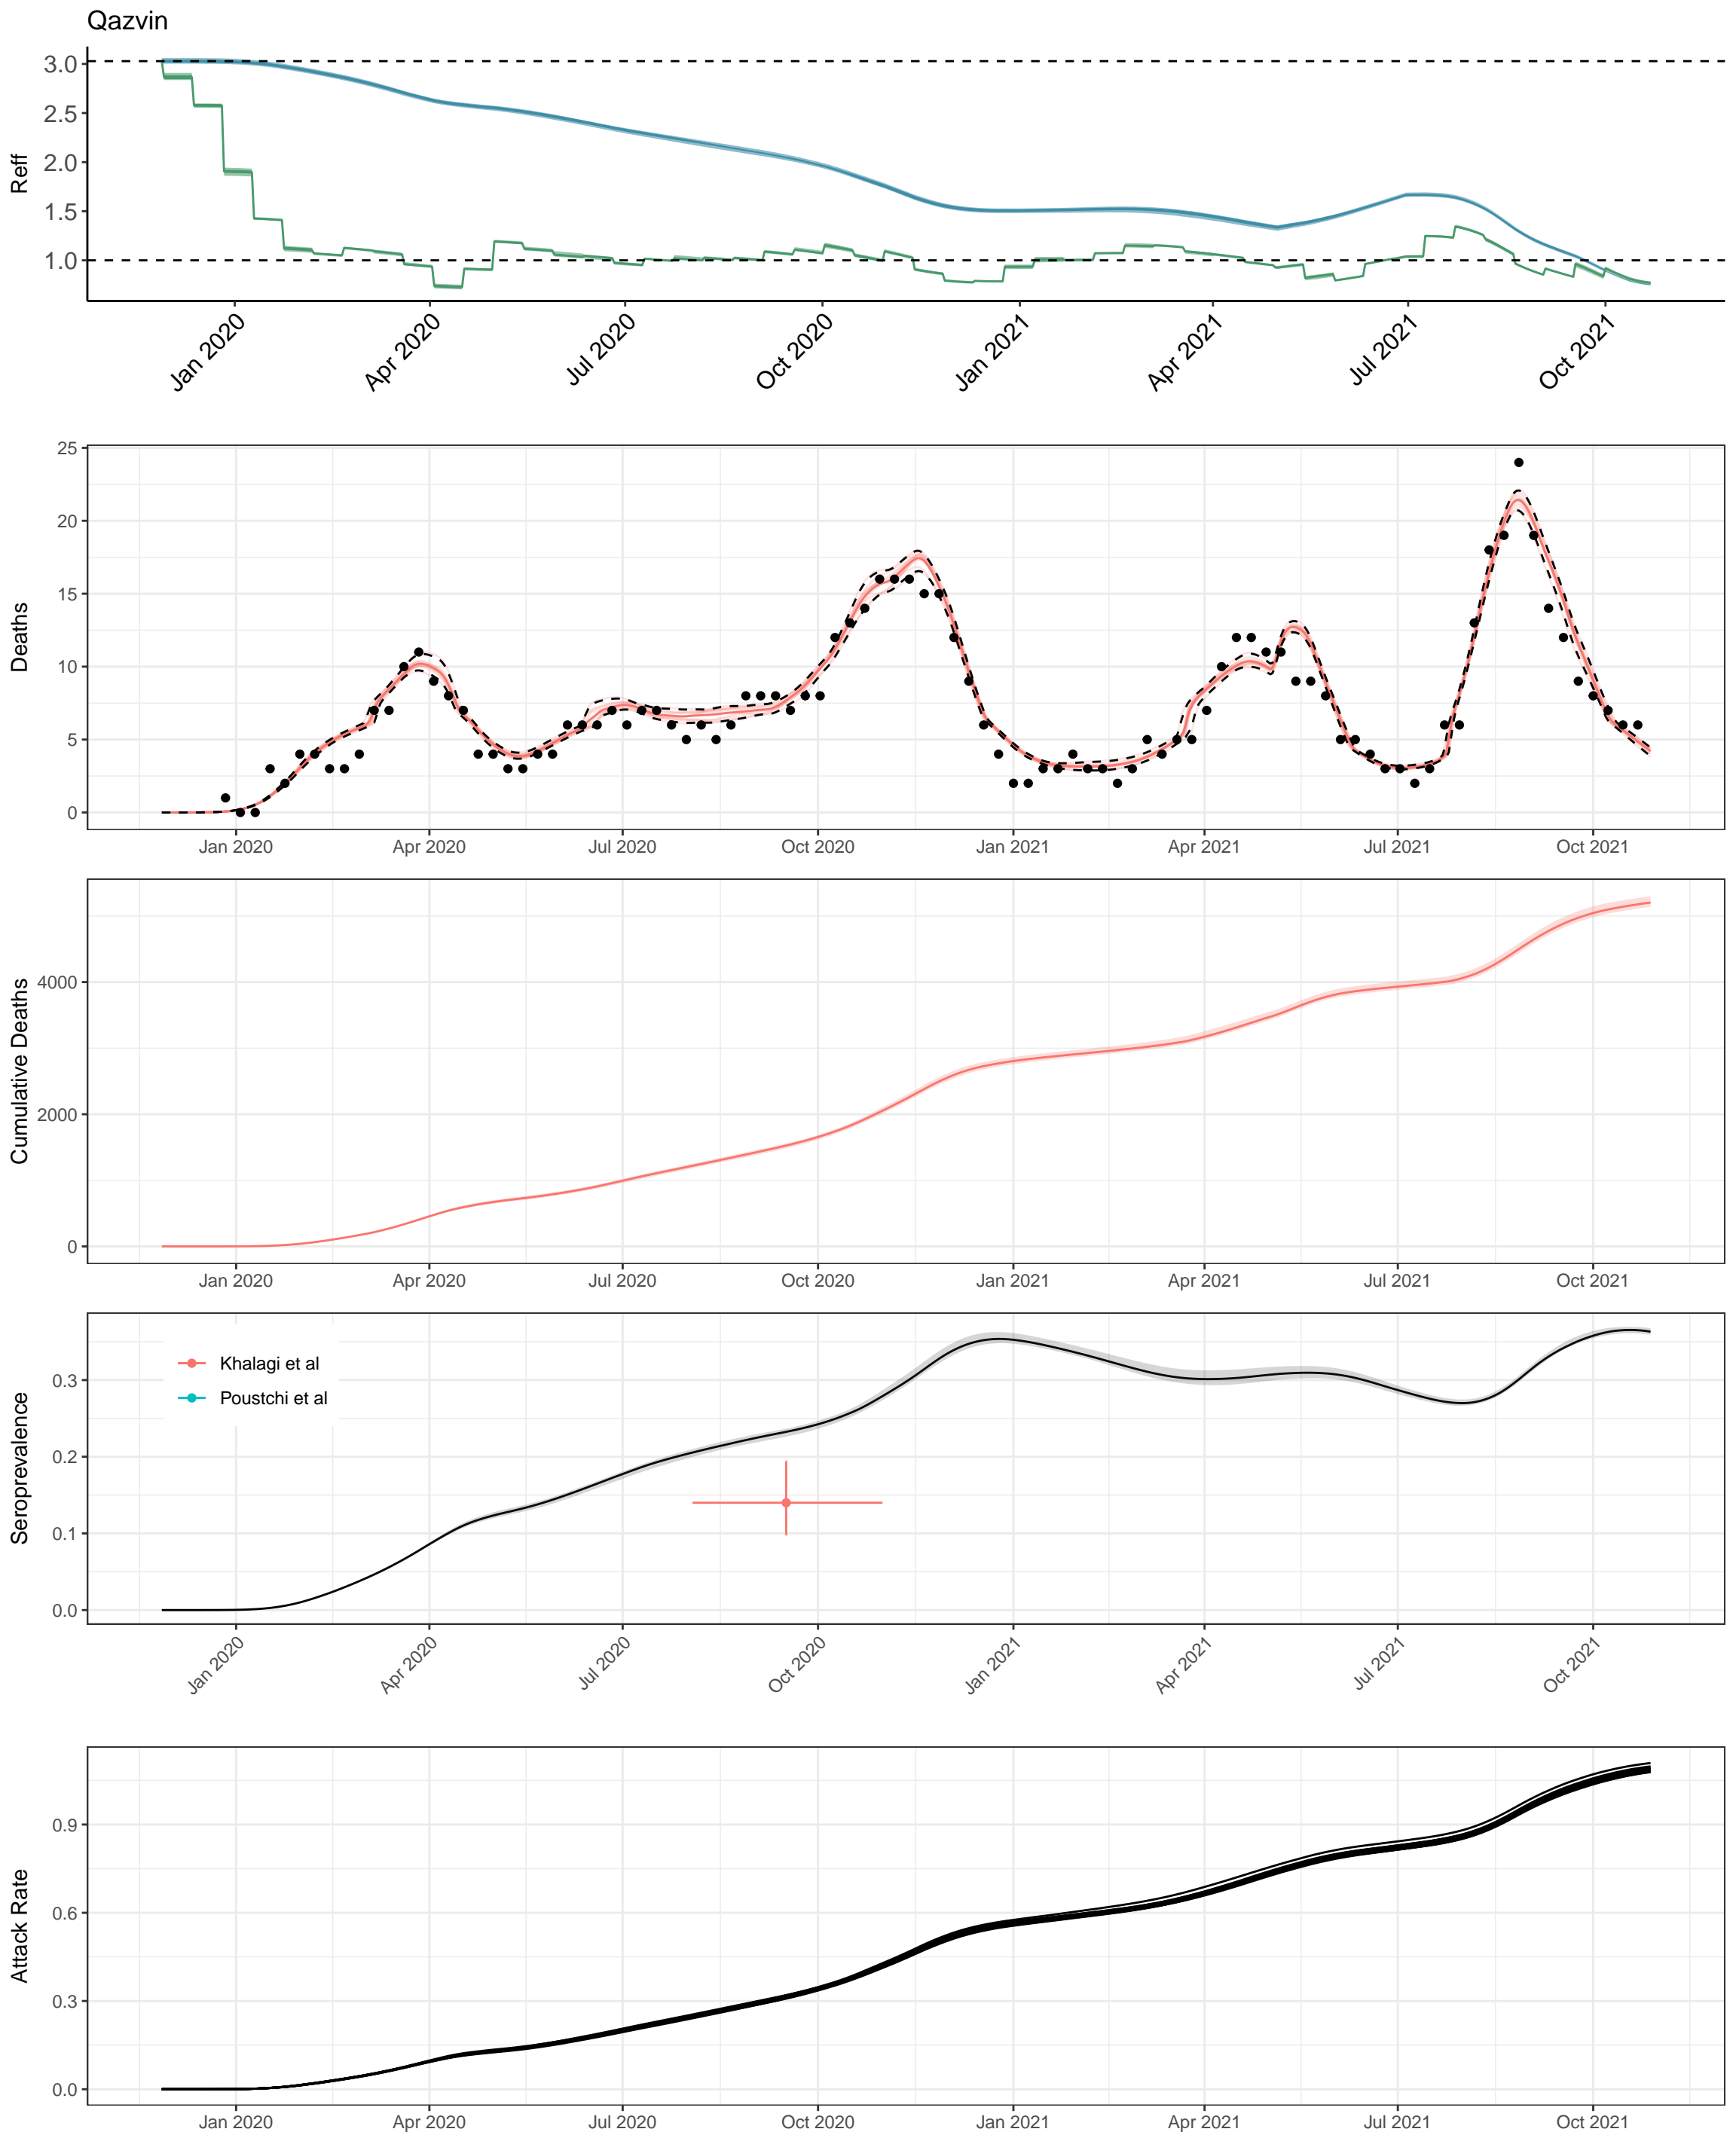 Qazvin
Reff
3.0
2.5
2.0
1.5
1.0
Jan 2020
Apr 2020
Jul 2020
Oct 2020
Jan 2021
Apr 2021
Jul 2021
Oct 2021
Deaths
25
20
15
10
5
0
Jan 2020
Apr 2020
Jul 2020
Oct 2020
Jan 2021
Apr 2021
Jul 2021
Oct 2021
Cumulative Deaths
4000
2000
0
Jan 2020
Apr 2020
Jul 2020
Oct 2020
Jan 2021
Apr 2021
Jul 2021
Oct 2021
Seroprevalence
0.3
0.2
0.1
0.0
Khalagi et al
Poustchi et al
Jan 2020
Apr 2020
Jul 2020
Oct 2020
Jan 2021
Apr 2021
Jul 2021
Oct 2021
Attack Rate
0.9
0.6
0.3
0.0
Jan 2020
Apr 2020
Jul 2020
Oct 2020
Jan 2021
Apr 2021
Jul 2021
Oct 2021